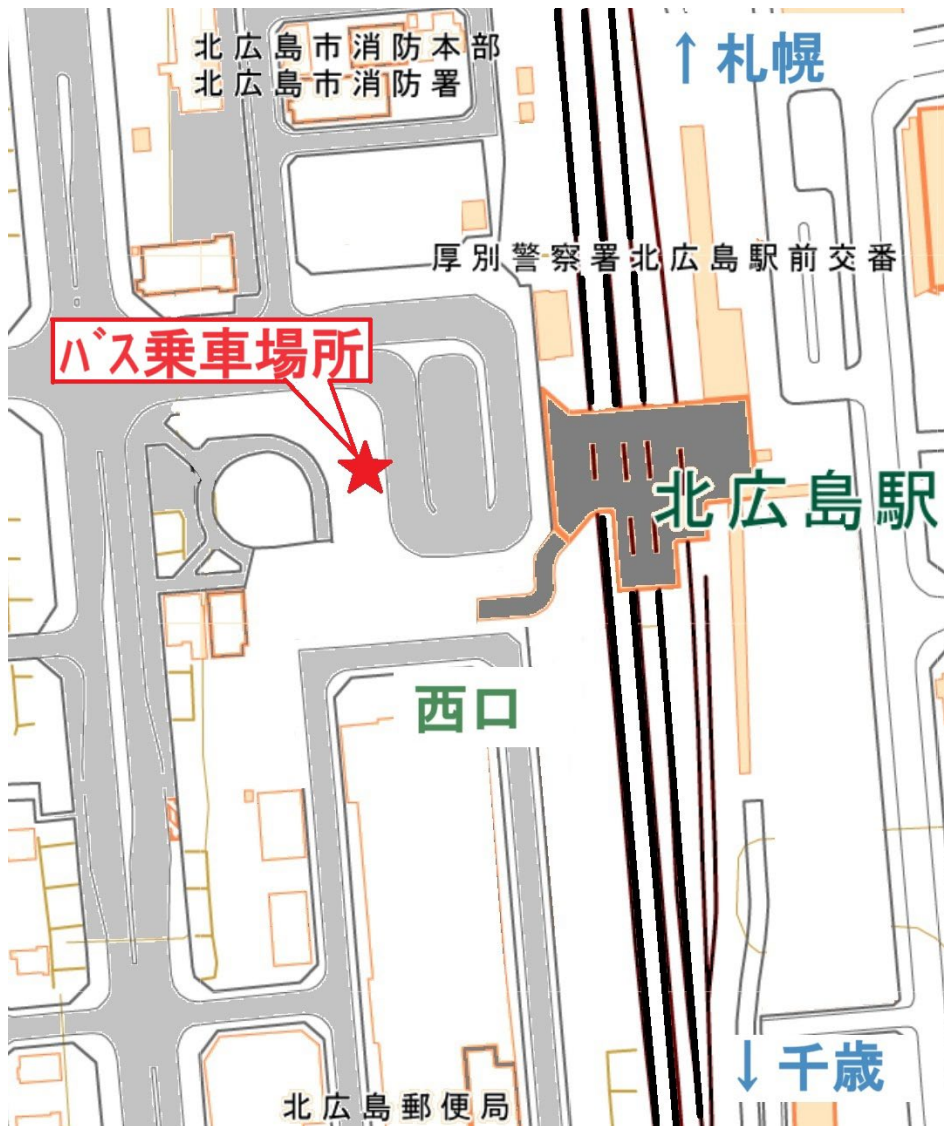 北広島市消防本部
北広島市消防署
↑札幌
厚別警察署北広島駅前交番
バス乗車場所
北広島駅
西口
↓千歳
北広島郵便局